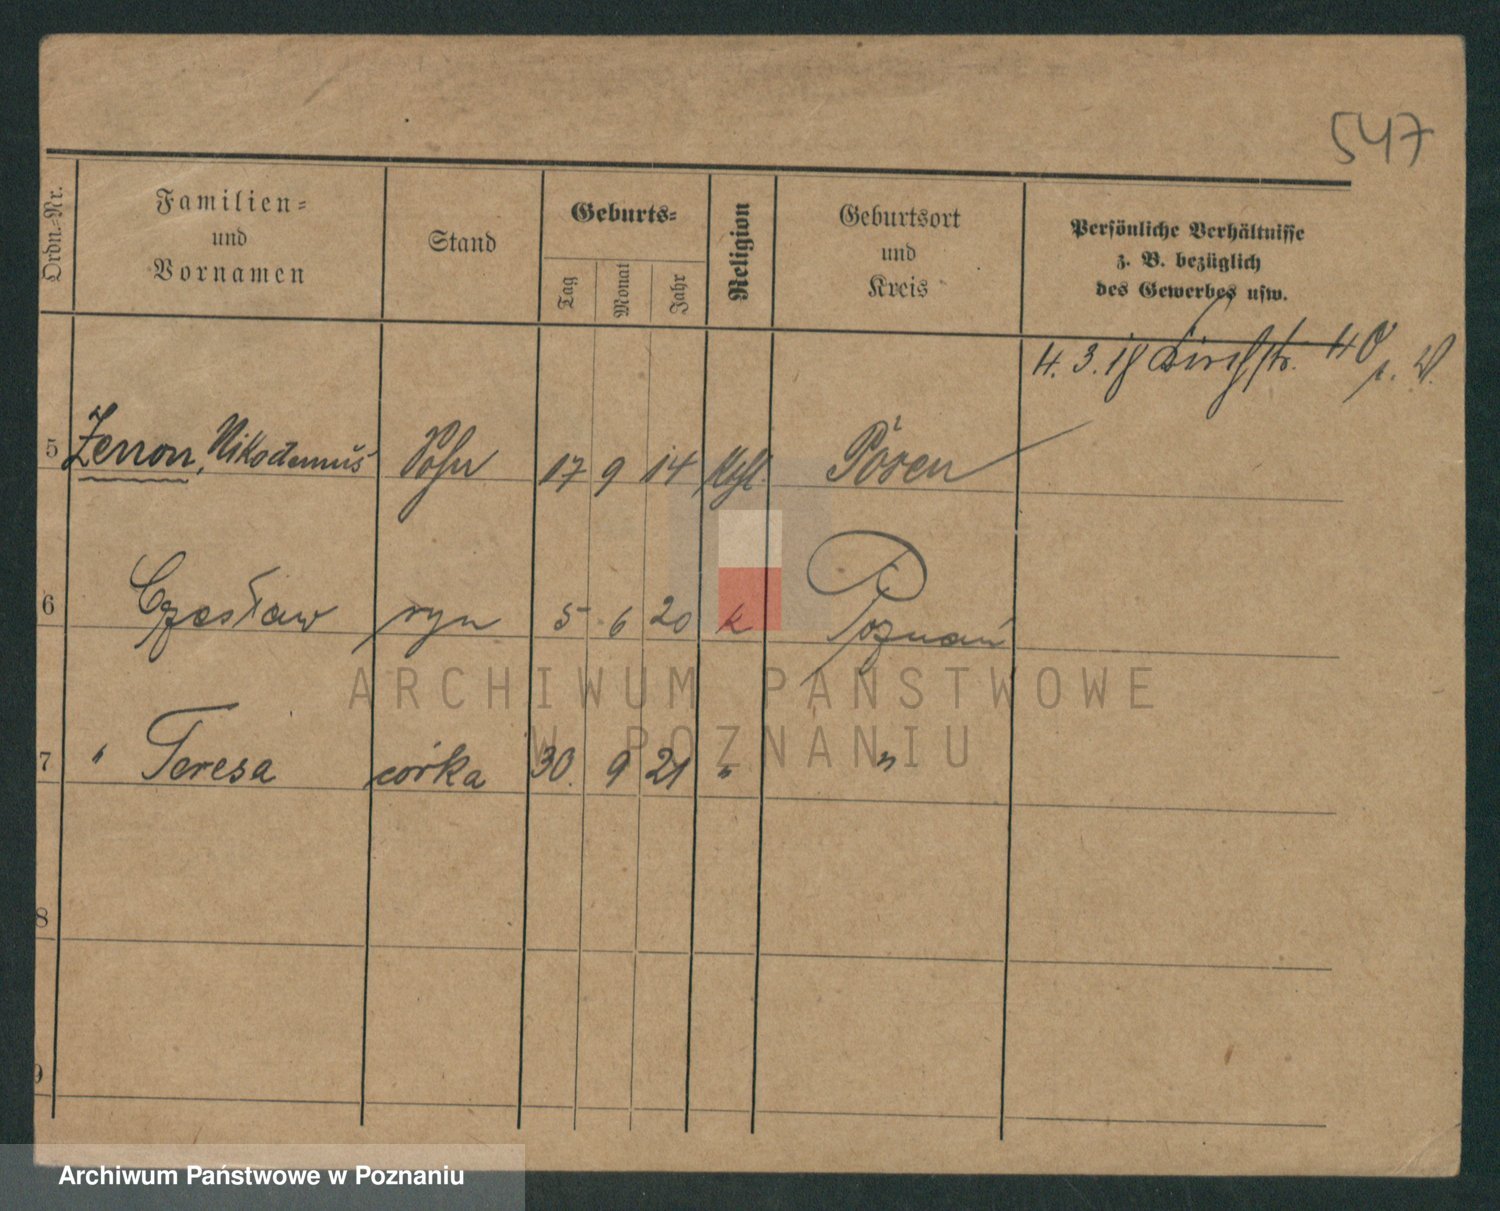 547
Ordn.-Nr.
Familien-
und
Vornamen
Stand
Geburts-
Tag
Monat
Jahr
Religion
Geburtsort
und
Kreis
Persönliche Verhältnisse
z. B. bezüglich
des Gewerbes usw.
4. 3. 18 40
5 Zenon, Nikodemus Sohn 17 9 14 Posen
6 Czesław syn 5 6 20 k Poznań
7 " Teresa córka 30. 9 21 " "
8
9
ARCHIWUM PAŃSTWOWE
W POZNANIU
Archiwum Państwowe w Poznaniu